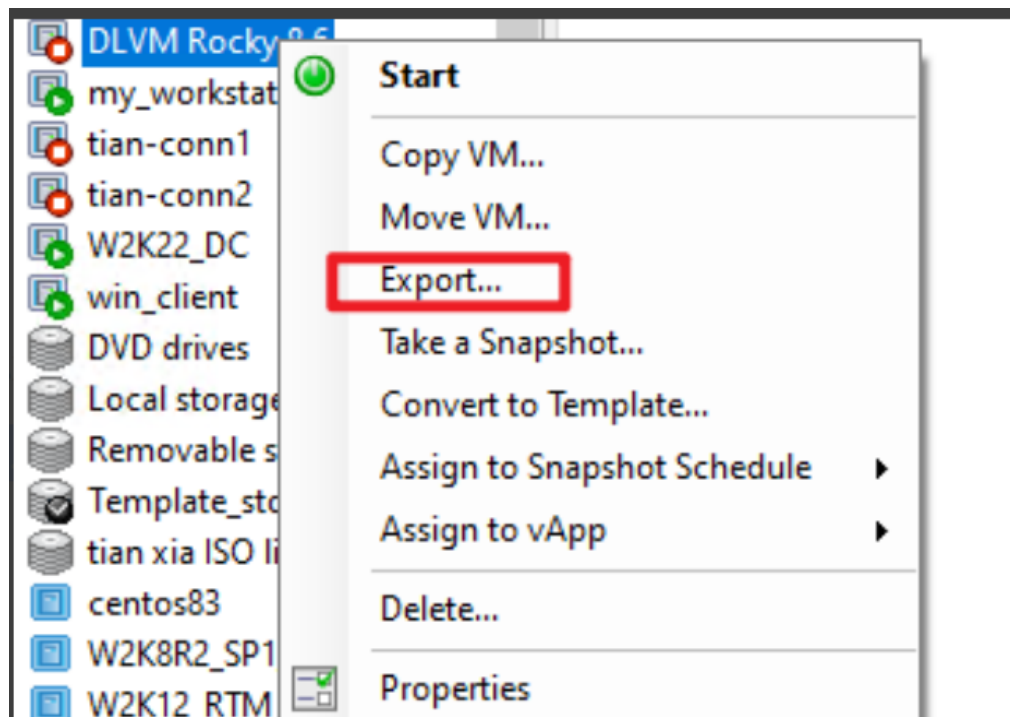 DLVM Rocky 8.6
my_workstat
tian-conn1
tian-conn2
W2K22_DC
win_client
DVD drives
Local storage
Removable s
Template_sto
tian xia ISO li
centos83
W2K8R2_SP1
W2K12_RTM
Start
Copy VM...
Move VM...
Export...
Take a Snapshot...
Convert to Template...
Assign to Snapshot Schedule
Assign to vApp
Delete...
Properties